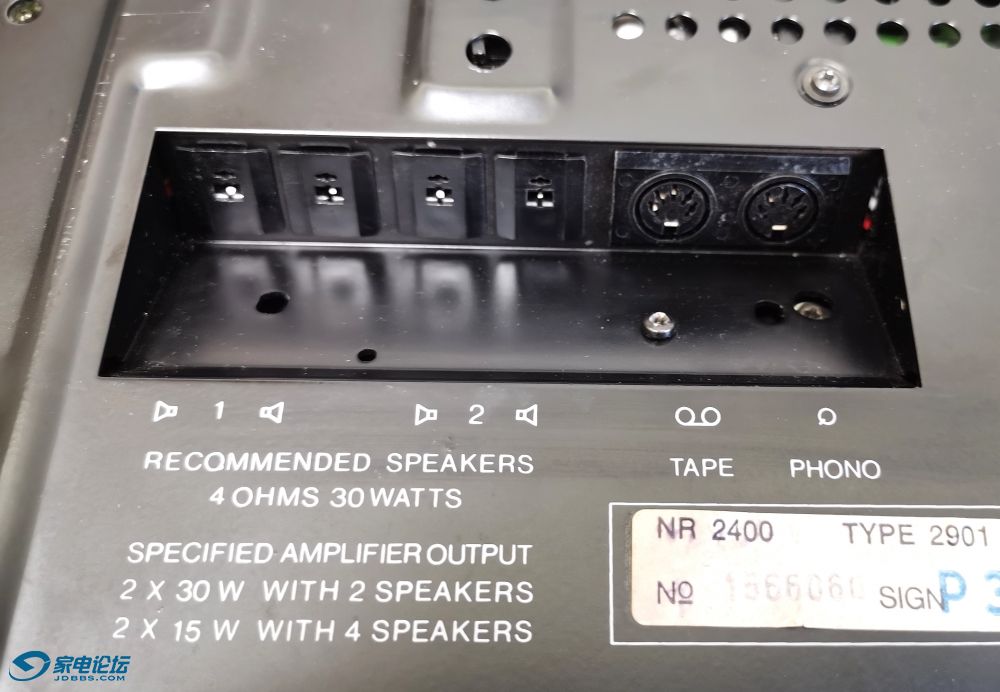 1 2
RECOMMENDED SPEAKERS
4 OHMS 30 WATTS
SPECIFIED AMPLIFIER OUTPUT
2 X 30 W WITH 2 SPEAKERS
2 X 15 W WITH 4 SPEAKERS
TAPE PHONO
NR 2400 TYPE 2901
№ SIGN P 3
家电论坛
JDBBS.COM